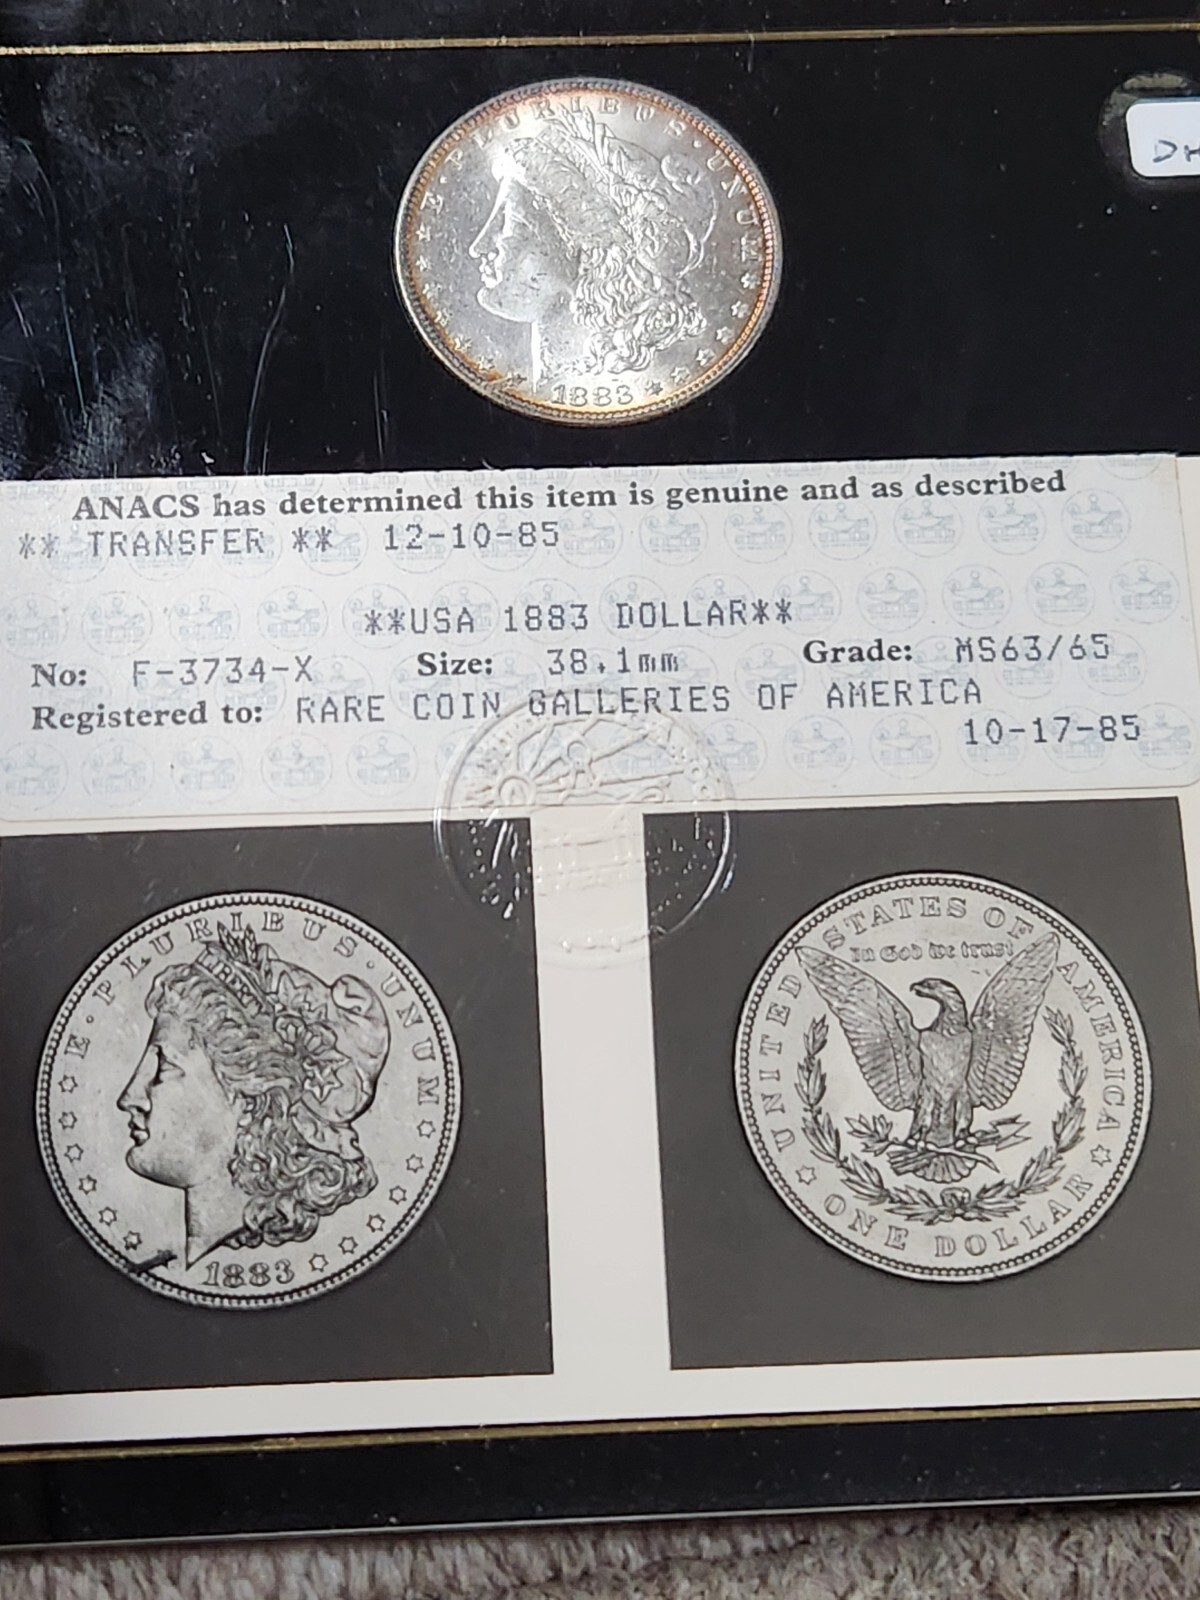 E·PLURIBUS·UNUM
1883
ANACS has determined this item is genuine and as described
** TRANSFER ** 12-10-85
**USA 1883 DOLLAR**
No: F-3734-X Size: 38.1mm Grade: MS63/65
Registered to: RARE COIN GALLERIES OF AMERICA
10-17-85
E·PLURIBUS·UNUM
LIBERTY
1883
UNITED STATES OF AMERICA
In God we trust
ONE DOLLAR